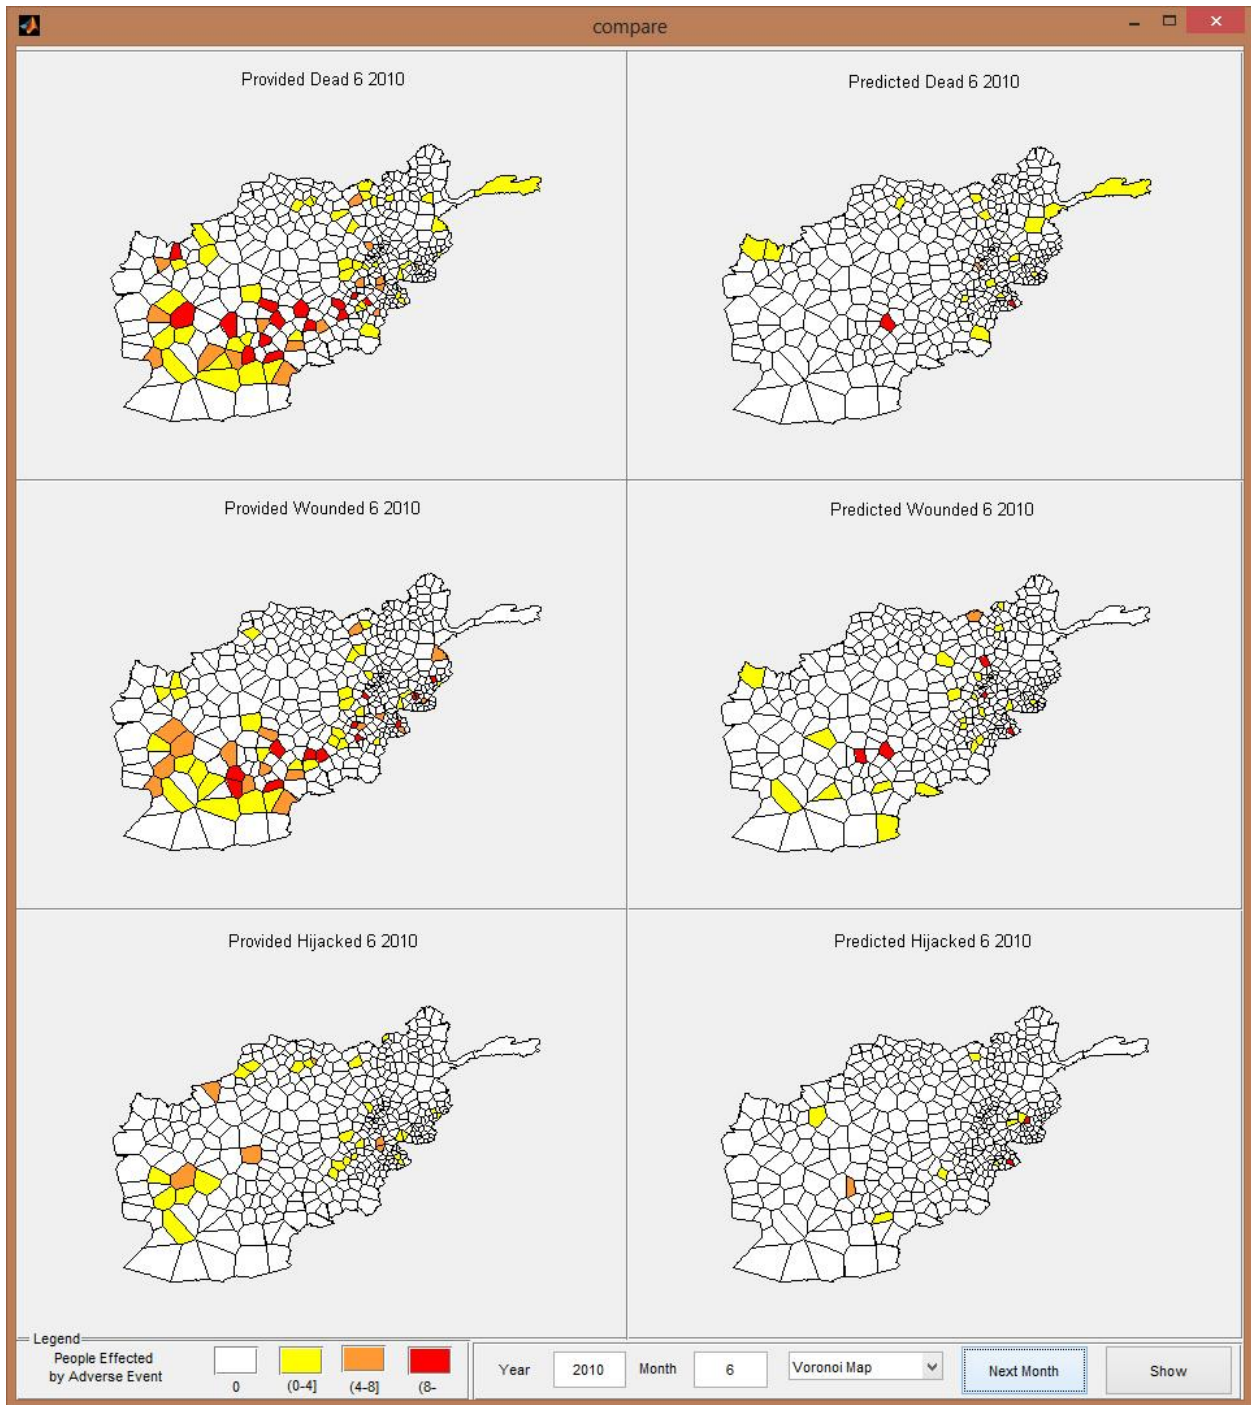 compare
Provided Dead 6 2010
Predicted Dead 6 2010
Provided Wounded 6 2010
Predicted Wounded 6 2010
Provided Hijacked 6 2010
Predicted Hijacked 6 2010
Legend
People Effected
by Adverse Event
0
(0-4]
(4-8]
(8-
Year
2010
Month
6
Voronoi Map
Next Month
Show